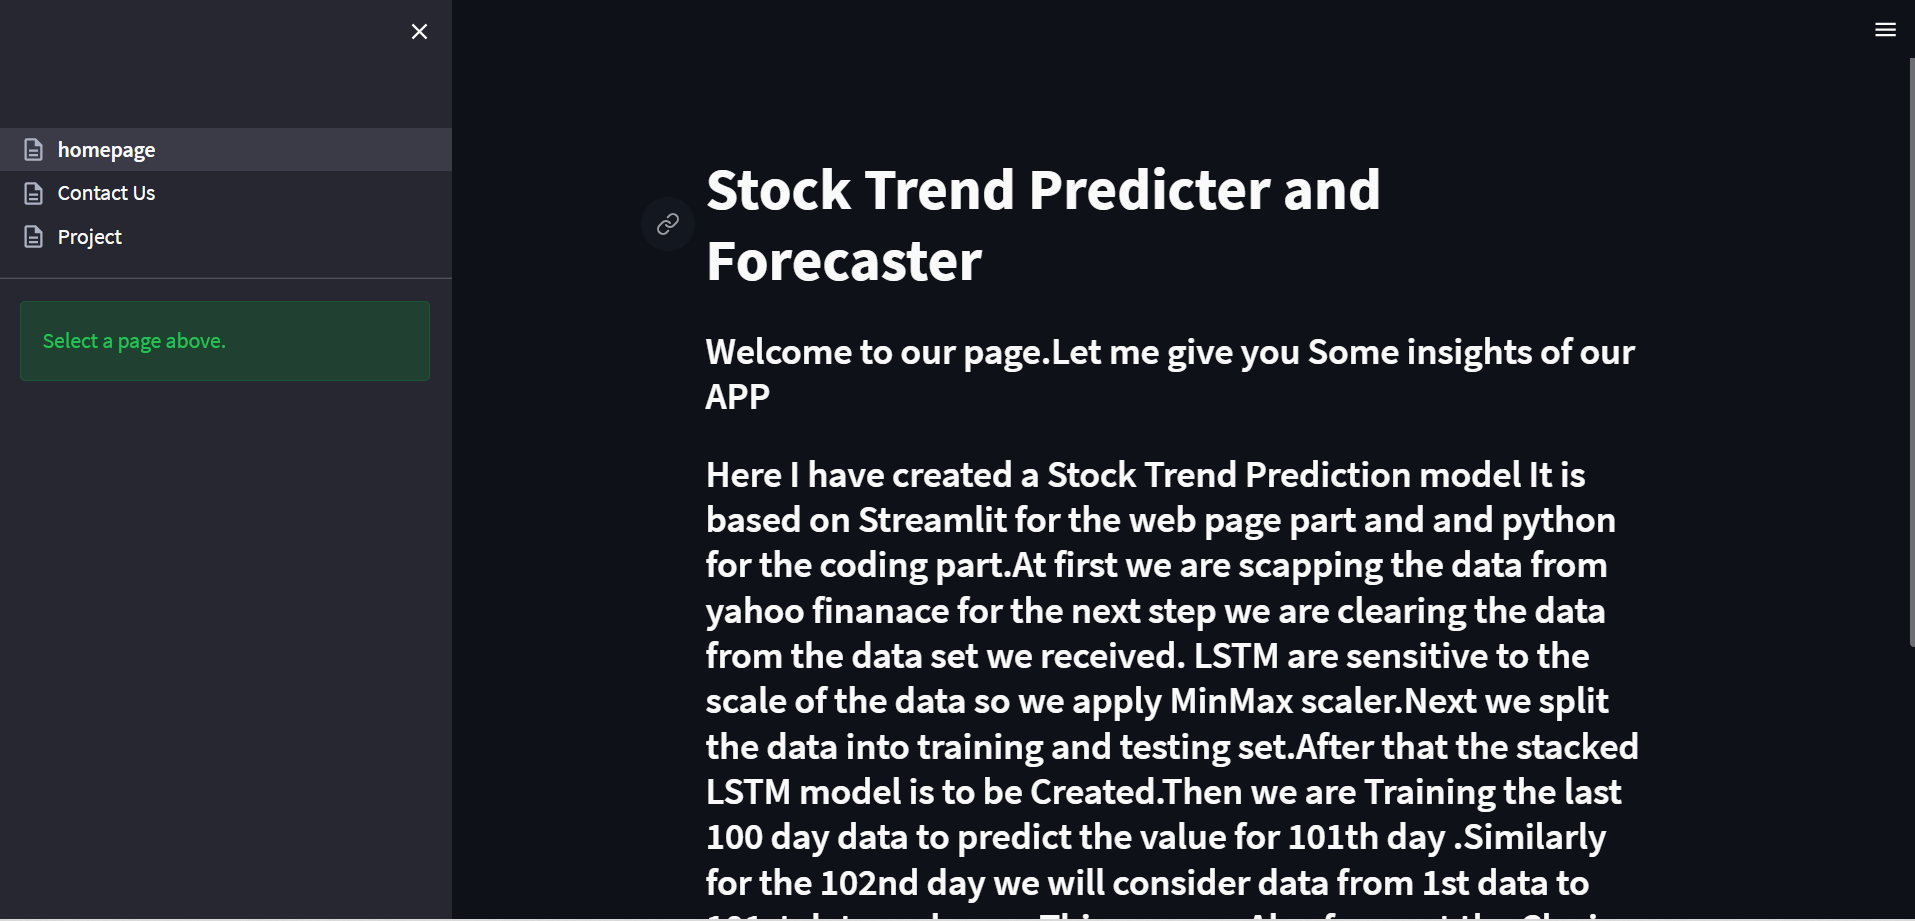 homepage
Contact Us
Project
Select a page above.
Stock Trend Predicter and
Forecaster
Welcome to our page.Let me give you Some insights of our
APP
Here I have created a Stock Trend Prediction model It is
based on Streamlit for the web page part and and python
for the coding part.At first we are scapping the data from
yahoo finanace for the next step we are clearing the data
from the data set we received. LSTM are sensitive to the
scale of the data so we apply MinMax scaler.Next we split
the data into training and testing set.After that the stacked
LSTM model is to be Created.Then we are Training the last
100 day data to predict the value for 101th day .Similarly
for the 102nd day we will consider data from 1st data to